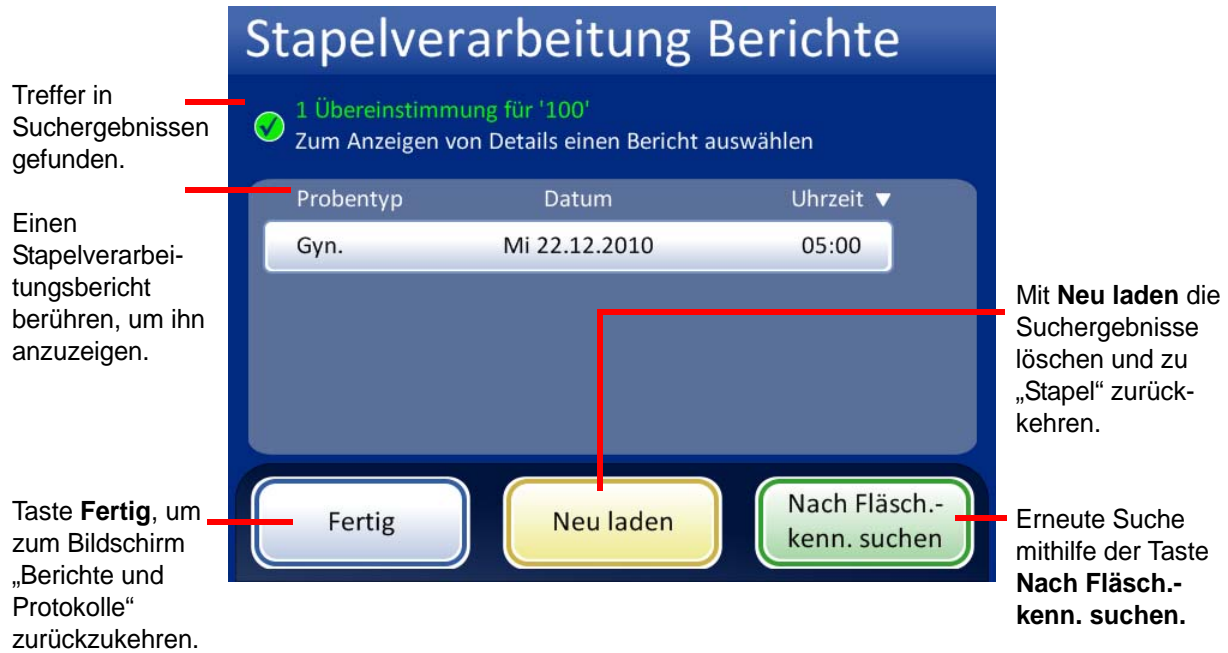 Stapelverarbeitung Berichte
Treffer in
Suchergebnissen
gefunden.
1 Übereinstimmung für '100'
Zum Anzeigen von Details einen Bericht auswählen
Einen
Stapelverarbei-
tungsbericht
berühren, um ihn
anzuzeigen.
Probentyp Datum Uhrzeit ▼
Gyn. Mi 22.12.2010 05:00
Mit Neu laden die
Suchergebnisse
löschen und zu
„Stapel“ zurück-
kehren.
Taste Fertig, um
zum Bildschirm
„Berichte und
Protokolle“
zurückzukehren.
Fertig
Neu laden
Nach Fläsch.-
kenn. suchen
Erneute Suche
mithilfe der Taste
Nach Fläsch.-
kenn. suchen.